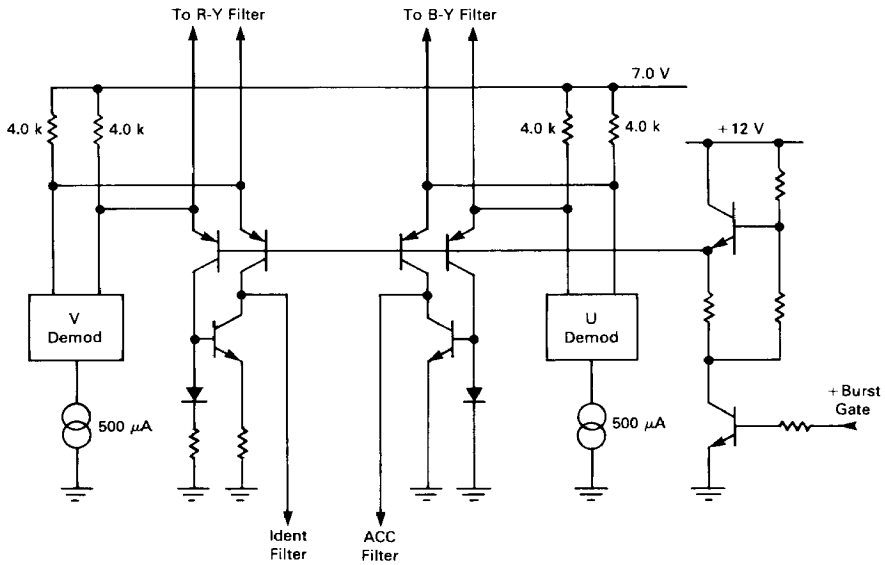 To R-Y Filter
To B-Y Filter
7.0 V
4.0 k
4.0 k
4.0 k
4.0 k
+12 V
V
Demod
U
Demod
500 μA
500 μA
+Burst
Gate
Ident
Filter
ACC
Filter